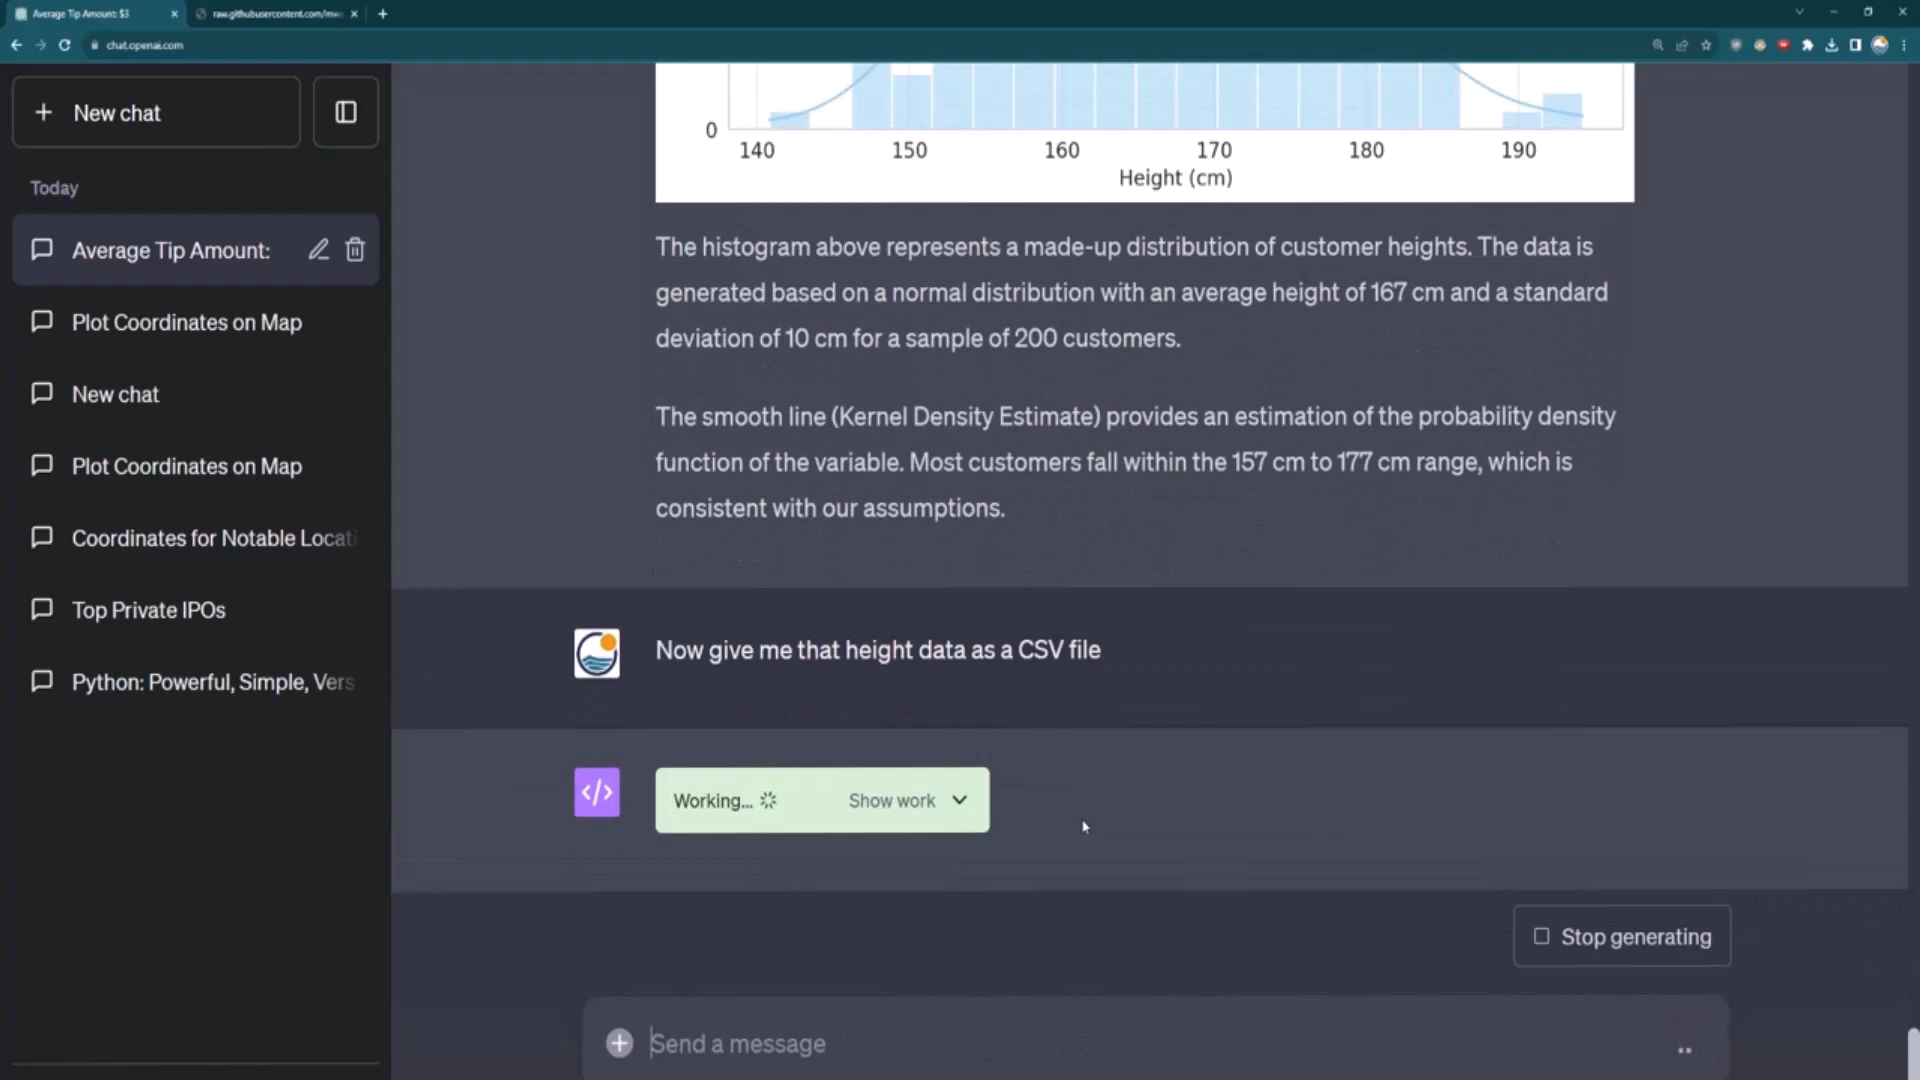 Average Tip Amount: $3
raw.githubusercontent.com/mw
chat.openai.com
New chat
Today
Average Tip Amount:
Plot Coordinates on Map
New chat
Plot Coordinates on Map
Coordinates for Notable Locati
Top Private IPOs
Python: Powerful, Simple, Vers
0
140 150 160 170 180 190
Height (cm)
The histogram above represents a made-up distribution of customer heights. The data is
generated based on a normal distribution with an average height of 167 cm and a standard
deviation of 10 cm for a sample of 200 customers.
The smooth line (Kernel Density Estimate) provides an estimation of the probability density
function of the variable. Most customers fall within the 157 cm to 177 cm range, which is
consistent with our assumptions.
Now give me that height data as a CSV file
Working... Show work
Stop generating
Send a message